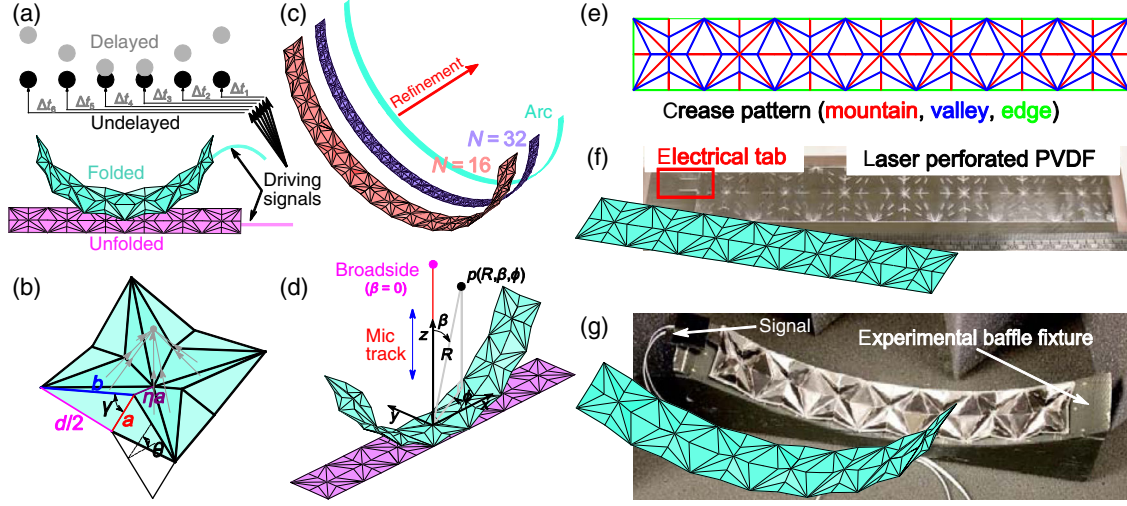 (a)
Delayed
Δt₆ Δt₅ Δt₄ Δt₃ Δt₂ Δt₁
Undelayed
Folded
Driving
signals
Unfolded
(b)
b
ηa
γ
a
d/2
θ
(c)
Refinement
Arc
N = 32
N = 16
(d)
Broadside
(β = 0)
p(R,β,ϕ)
β
z
R
Mic
track
y
ϕ
x
(e)
Crease pattern (mountain, valley, edge)
(f)
Electrical tab
Laser perforated PVDF
(g)
Signal
Experimental baffle fixture